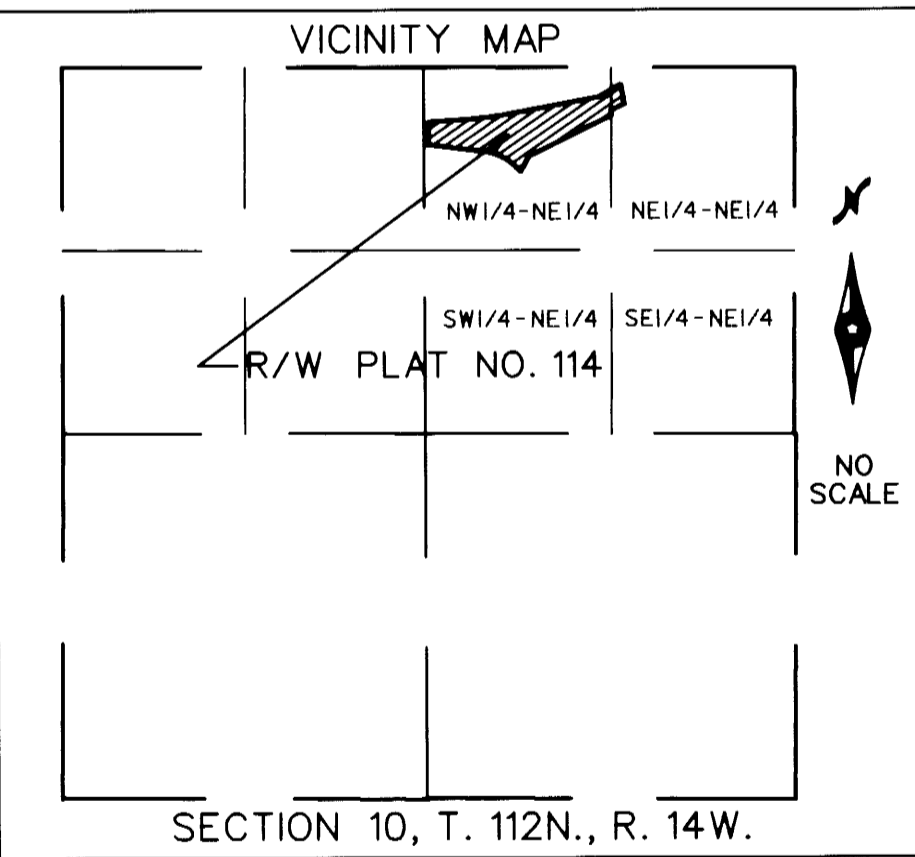 VICINITY MAP
NW1/4-NE1/4 NE1/4-NE1/4
N
SW1/4-NE1/4 SE1/4-NE1/4
R/W PLAT NO. 114
NO
SCALE
SECTION 10, T. 112N., R. 14W.